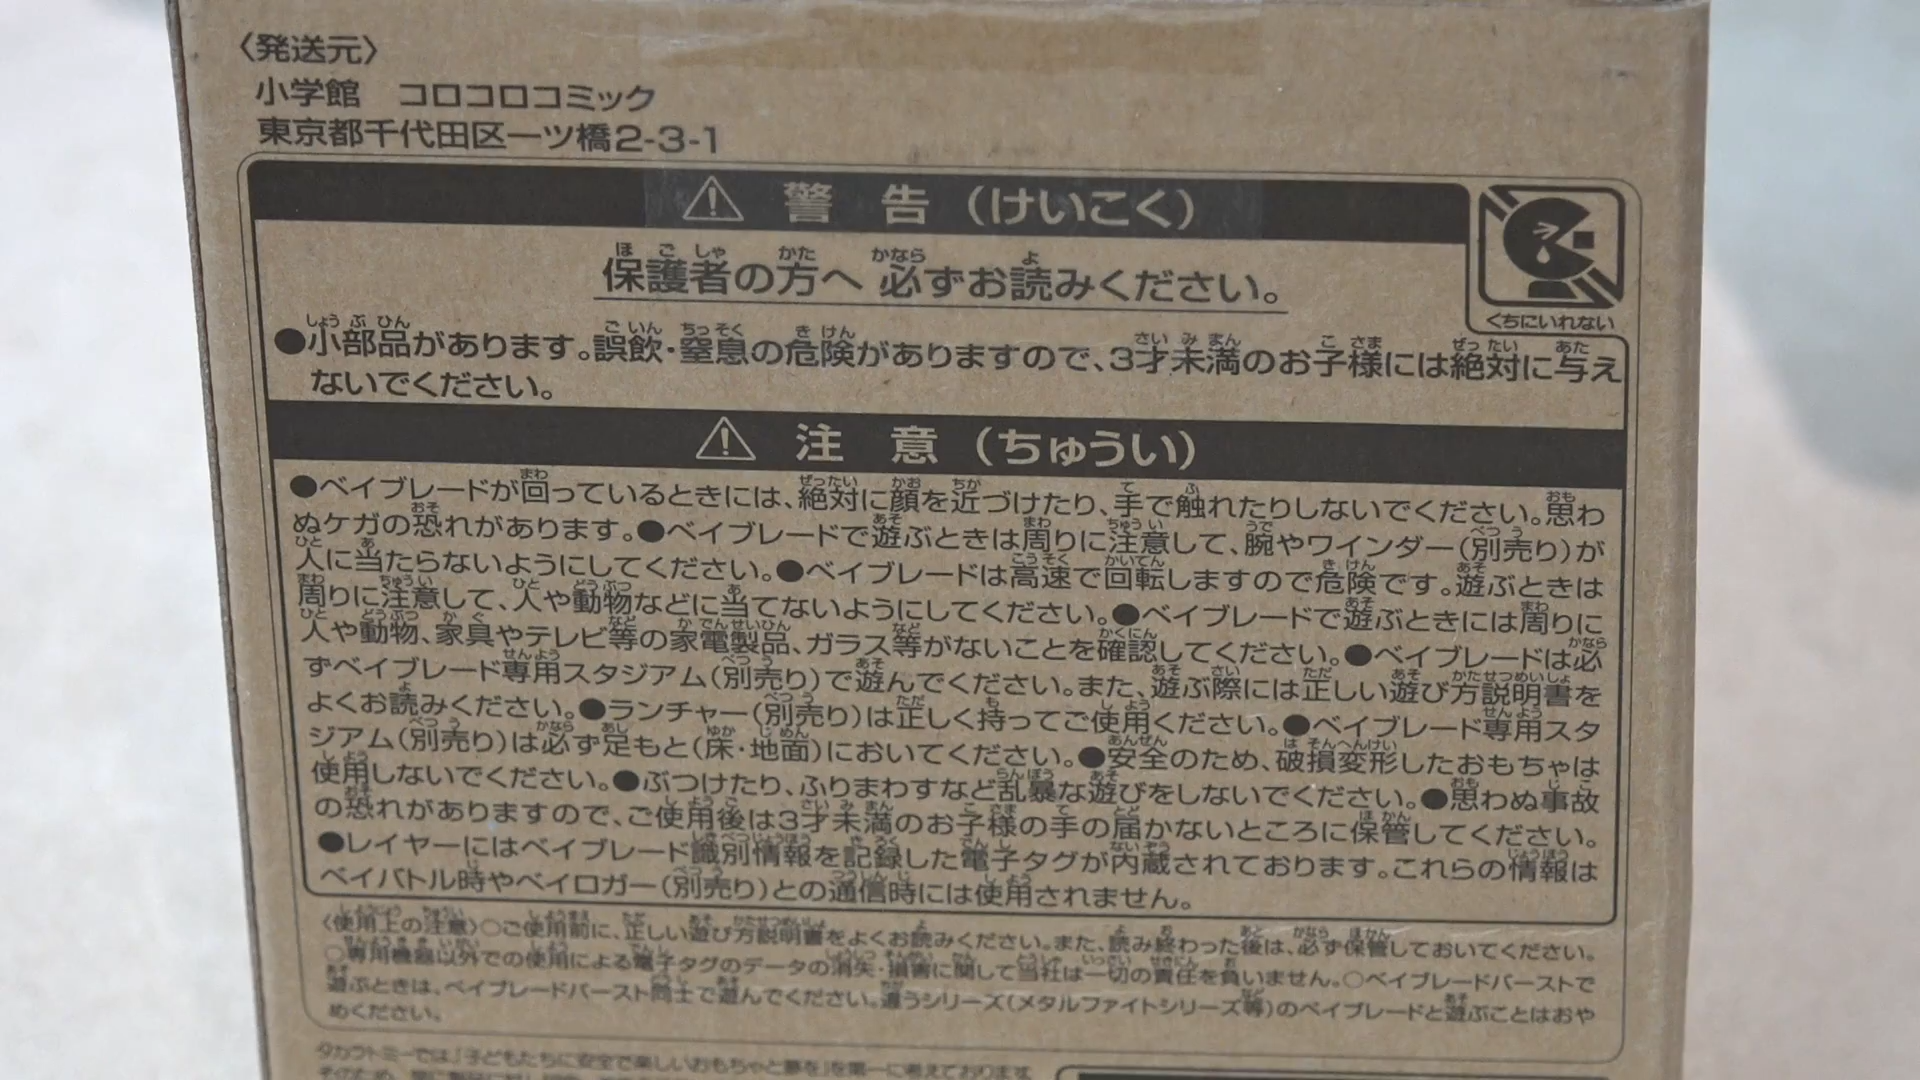 〈発送元〉
小学館　コロコロコミック
東京都千代田区一ツ橋2-3-1
⚠ 警 告（けいこく）
保護者の方へ 必ずお読みください。
くちにいれない
●小部品があります。誤飲・窒息の危険がありますので、3才未満のお子様には絶対に与え
ないでください。
⚠ 注 意（ちゅうい）
●ベイブレードが回っているときには、絶対に顔を近づけたり、手で触れたりしないでください。思わ
ぬケガの恐れがあります。●ベイブレードで遊ぶときは周りに注意して、腕やワインダー(別売り)が
人に当たらないようにしてください。●ベイブレードは高速で回転しますので危険です。遊ぶときは
周りに注意して、人や動物などに当てないようにしてください。●ベイブレードで遊ぶときには周りに
人や動物、家具やテレビ等の家電製品、ガラス等がないことを確認してください。●ベイブレードは必
ずベイブレード専用スタジアム(別売り)で遊んでください。また、遊ぶ際には正しい遊び方説明書を
よくお読みください。●ランチャー(別売り)は正しく持ってご使用ください。●ベイブレード専用スタ
ジアム(別売り)は必ず足もと(床・地面)においてください。●安全のため、破損変形したおもちゃは
使用しないでください。●ぶつけたり、ふりまわすなど乱暴な遊びをしないでください。●思わぬ事故
の恐れがありますので、ご使用後は3才未満のお子様の手の届かないところに保管してください。
●レイヤーにはベイブレード識別情報を記録した電子タグが内蔵されております。これらの情報は
ベイバトル時やベイロガー(別売り)との通信時には使用されません。
〈使用上の注意〉○ご使用前に、正しい遊び方説明書をよくお読みください。また、読み終わった後は、必ず保管しておいてください。
○専用機器以外での使用による電子タグのデータの消失・損害に関して当社は一切の責任を負いません。○ベイブレードバーストで
遊ぶときは、ベイブレードバースト同士で遊んでください。違うシリーズ(メタルファイトシリーズ等)のベイブレードと遊ぶことはおや
めください。
タカラトミーでは、「子どもたちに安全で楽しいおもちゃと夢を」を第一に考えております